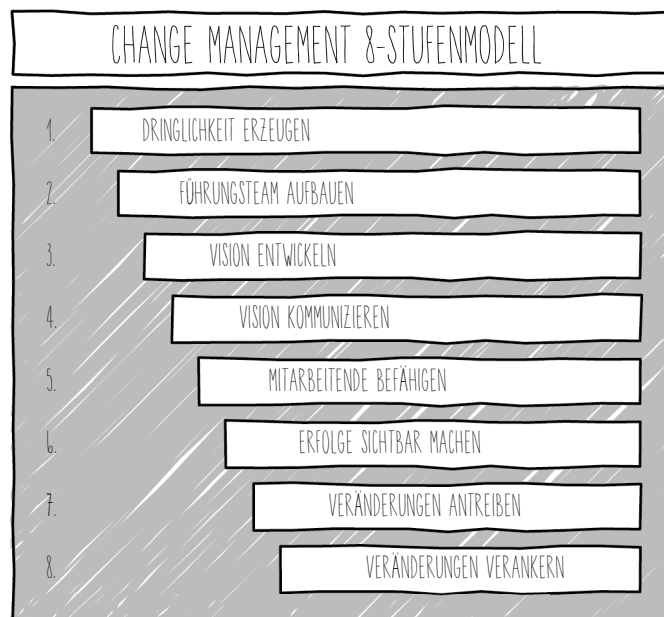 CHANGE MANAGEMENT 8-STUFENMODELL
1. DRINGLICHKEIT ERZEUGEN
2. FÜHRUNGSTEAM AUFBAUEN
3. VISION ENTWICKELN
4. VISION KOMMUNIZIEREN
5. MITARBEITENDE BEFÄHIGEN
6. ERFOLGE SICHTBAR MACHEN
7. VERÄNDERUNGEN ANTREIBEN
8. VERÄNDERUNGEN VERANKERN